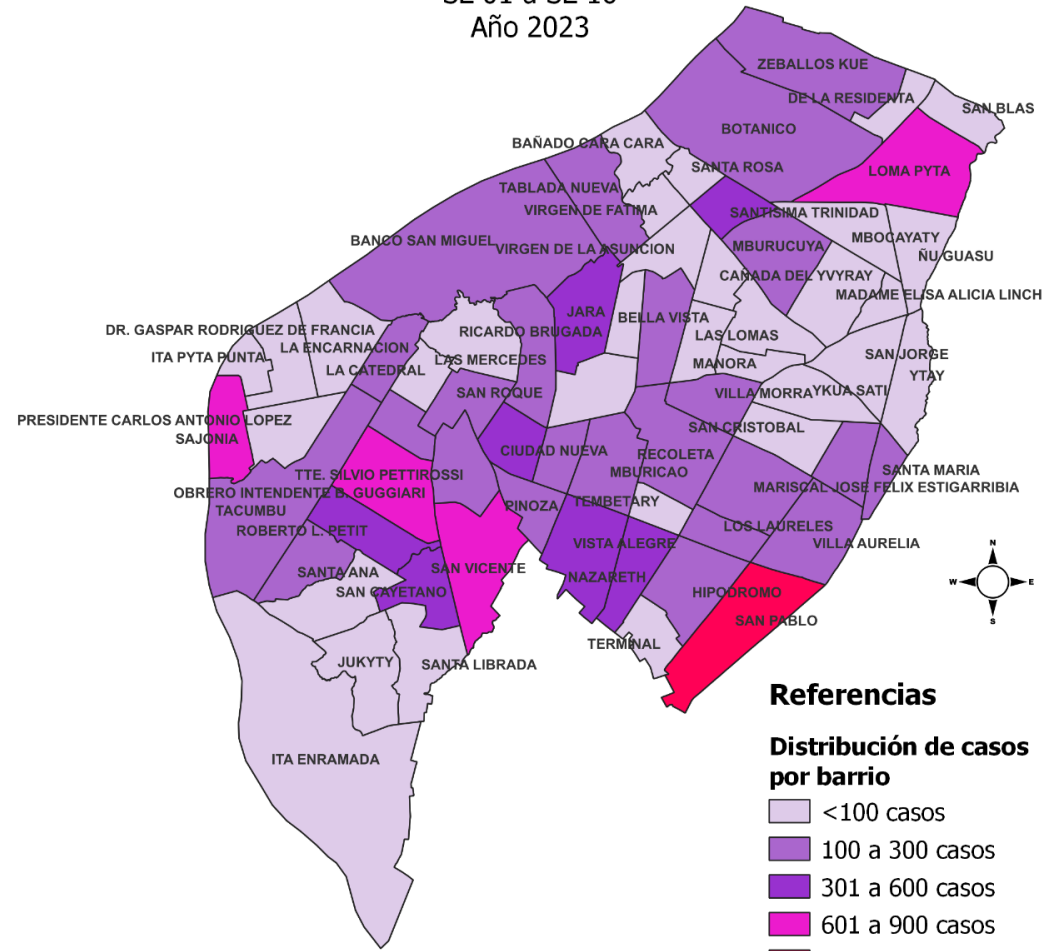 SE 01 a SE 10
Año 2023
ZEBALLOS KUE
DE LA RESIDENTA
SAN BLAS
BOTANICO
BAÑADO CARA CARA
SANTA ROSA
LOMA PYTA
TABLADA NUEVA
VIRGEN DE FATIMA
SANTISIMA TRINIDAD
BANCO SAN MIGUEL
VIRGEN DE LA ASUNCION
MBURUCUYA
MBOCAYATY
ÑU GUASU
CAÑADA DEL YVYRAY
MADAME ELISA ALICIA LINCH
JARA
BELLA VISTA
DR. GASPAR RODRIGUEZ DE FRANCIA
RICARDO BRUGADA
LAS LOMAS
LA ENCARNACION
ITA PYTA PUNTA
LAS MERCEDES
MANORA
SAN JORGE
LA CATEDRAL
YTAY
SAN ROQUE
VILLA MORRA
YKUA SATI
PRESIDENTE CARLOS ANTONIO LOPEZ
SAJONIA
SAN CRISTOBAL
CIUDAD NUEVA
RECOLETA
MBURICAO
SANTA MARIA
TTE. SILVIO PETTIROSSI
MARISCAL JOSE FELIX ESTIGARRIBIA
OBRERO INTENDENTE B. GUGGIARI
TACUMBU
PINOZA
TEMBETARY
LOS LAURELES
ROBERTO L. PETIT
VISTA ALEGRE
VILLA AURELIA
SANTA ANA
SAN VICENTE
NAZARETH
SAN CAYETANO
HIPODROMO
SAN PABLO
TERMINAL
JUKYTY
SANTA LIBRADA
ITA ENRAMADA
N
W
E
S
Referencias
Distribución de casos
por barrio
<100 casos
100 a 300 casos
301 a 600 casos
601 a 900 casos